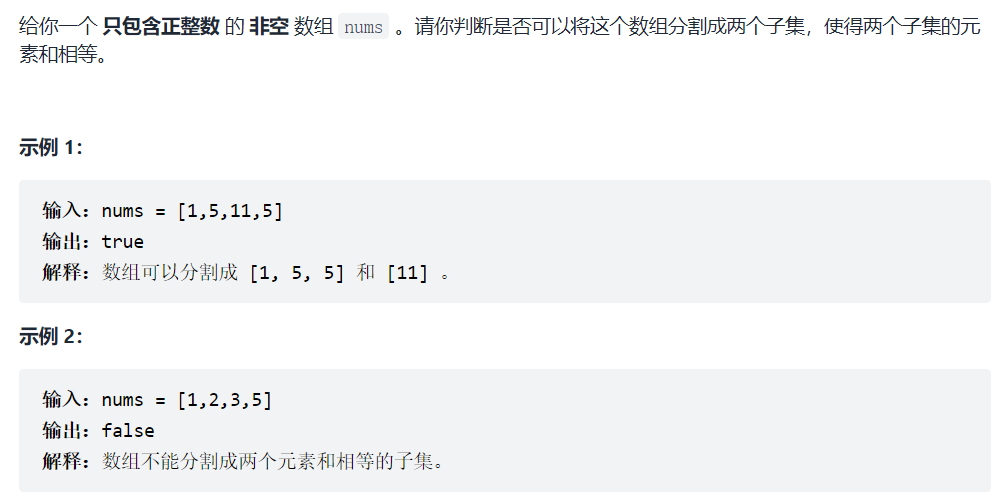 给你一个 只包含正整数 的 非空 数组 nums 。请你判断是否可以将这个数组分割成两个子集，使得两个子集的元
素和相等。
示例 1：
输入：nums = [1,5,11,5]
输出：true
解释：数组可以分割成 [1, 5, 5] 和 [11] 。
示例 2：
输入：nums = [1,2,3,5]
输出：false
解释：数组不能分割成两个元素和相等的子集。